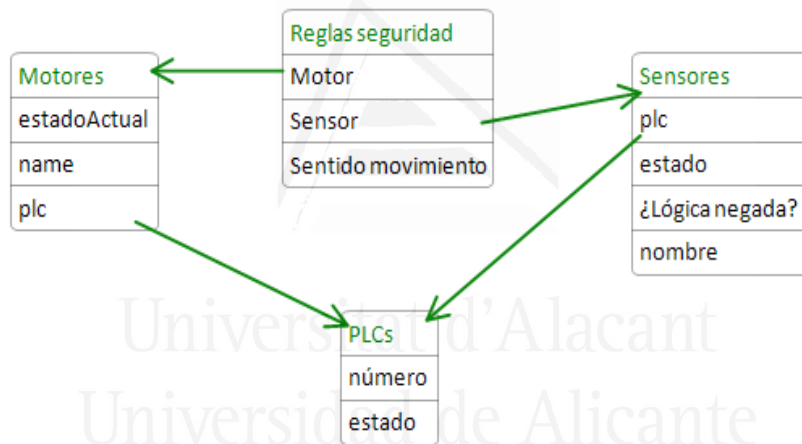 Reglas seguridad
Motor
Sensor
Sentido movimiento
Motores
estadoActual
name
plc
Sensores
plc
estado
¿Lógica negada?
nombre
PLCs
número
estado
Universitat d'Alacant
Universidad de Alicante